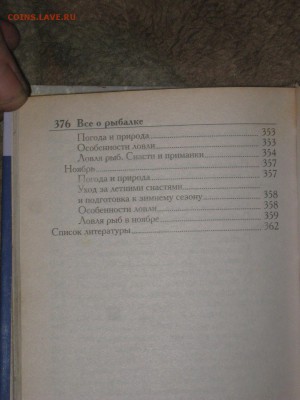 COINS.LAVE.RU
376 Все о рыбалке
Погода и природа 353
Особенности ловли 353
Ловля рыб. Снасти и приманки 354
Ноябрь 357
Погода и природа 357
Уход за летними снастями
и подготовка к зимнему сезону 358
Особенности ловли 358
Ловля рыб в ноябре 359
Список литературы 362